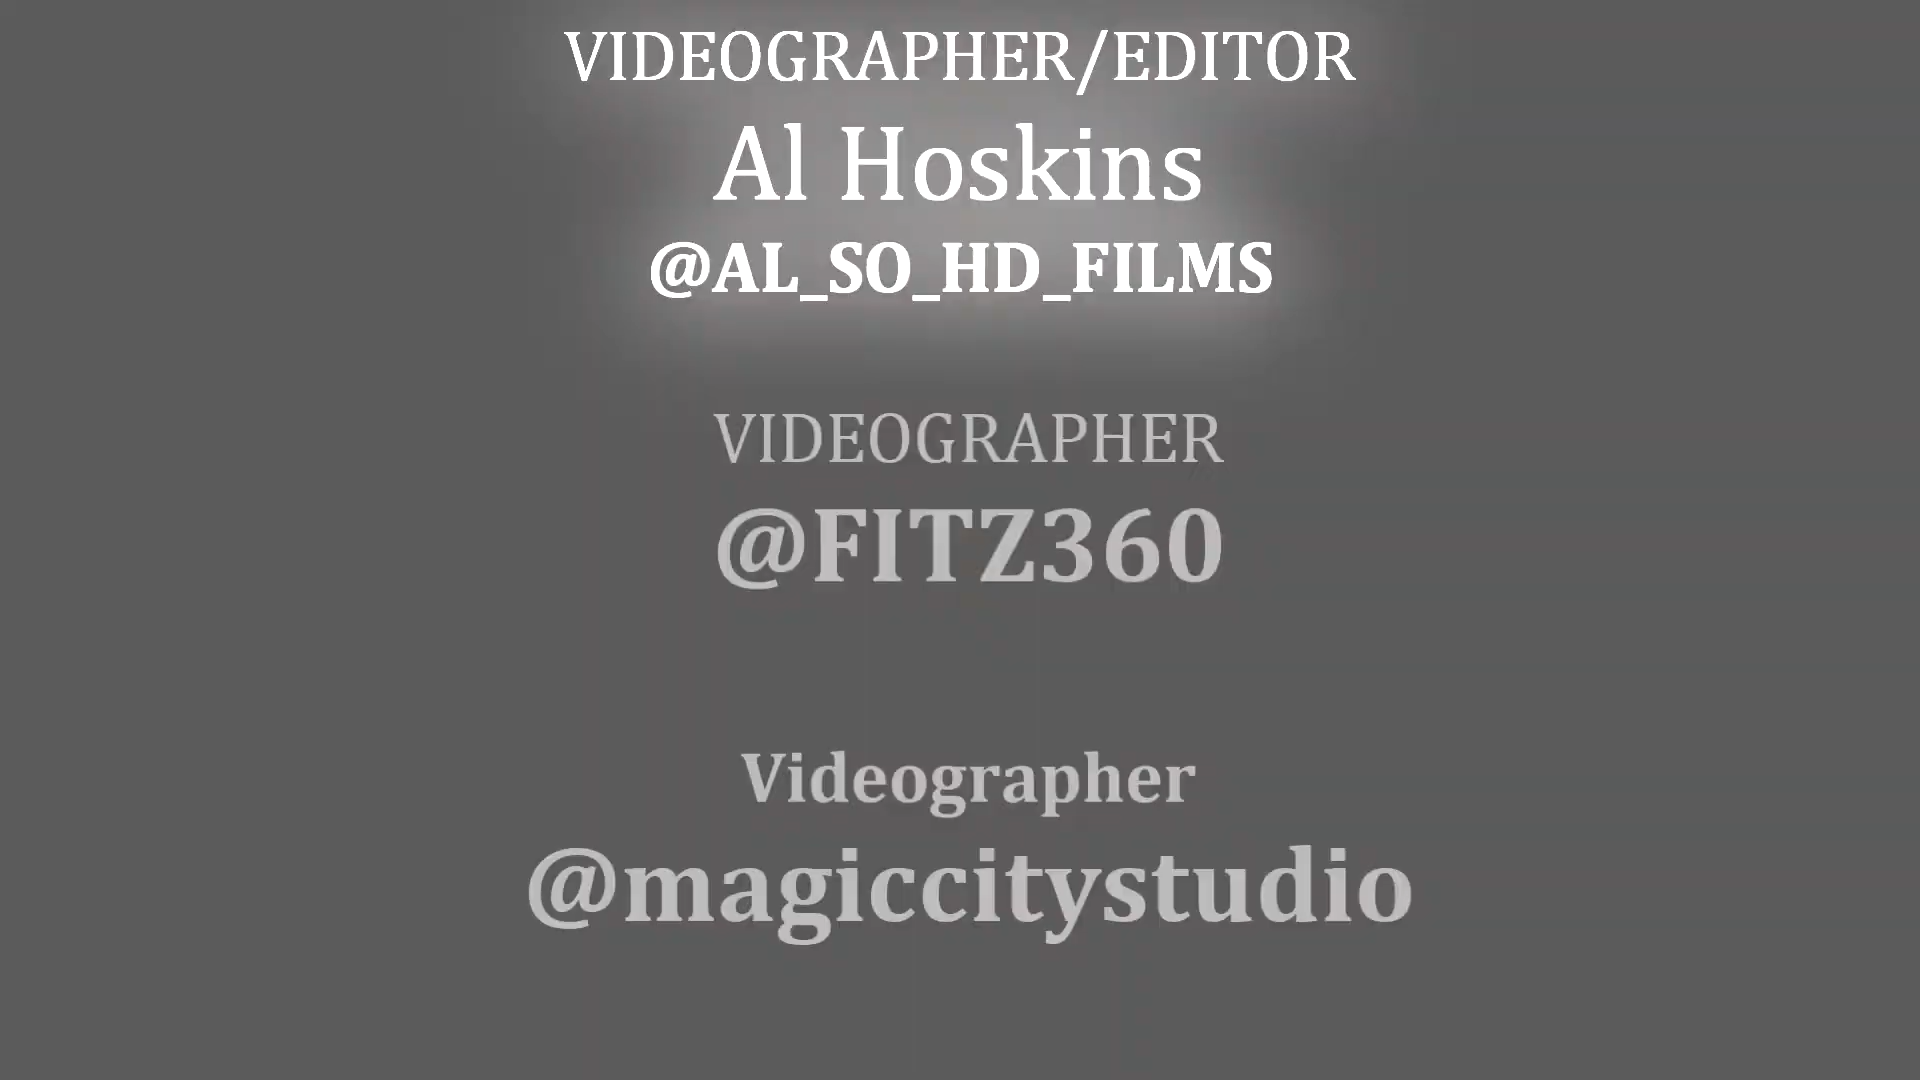 VIDEOGRAPHER/EDITOR
Al Hoskins
@AL_SO_HD_FILMS
VIDEOGRAPHER
@FITZ360
Videographer
@magiccitystudio